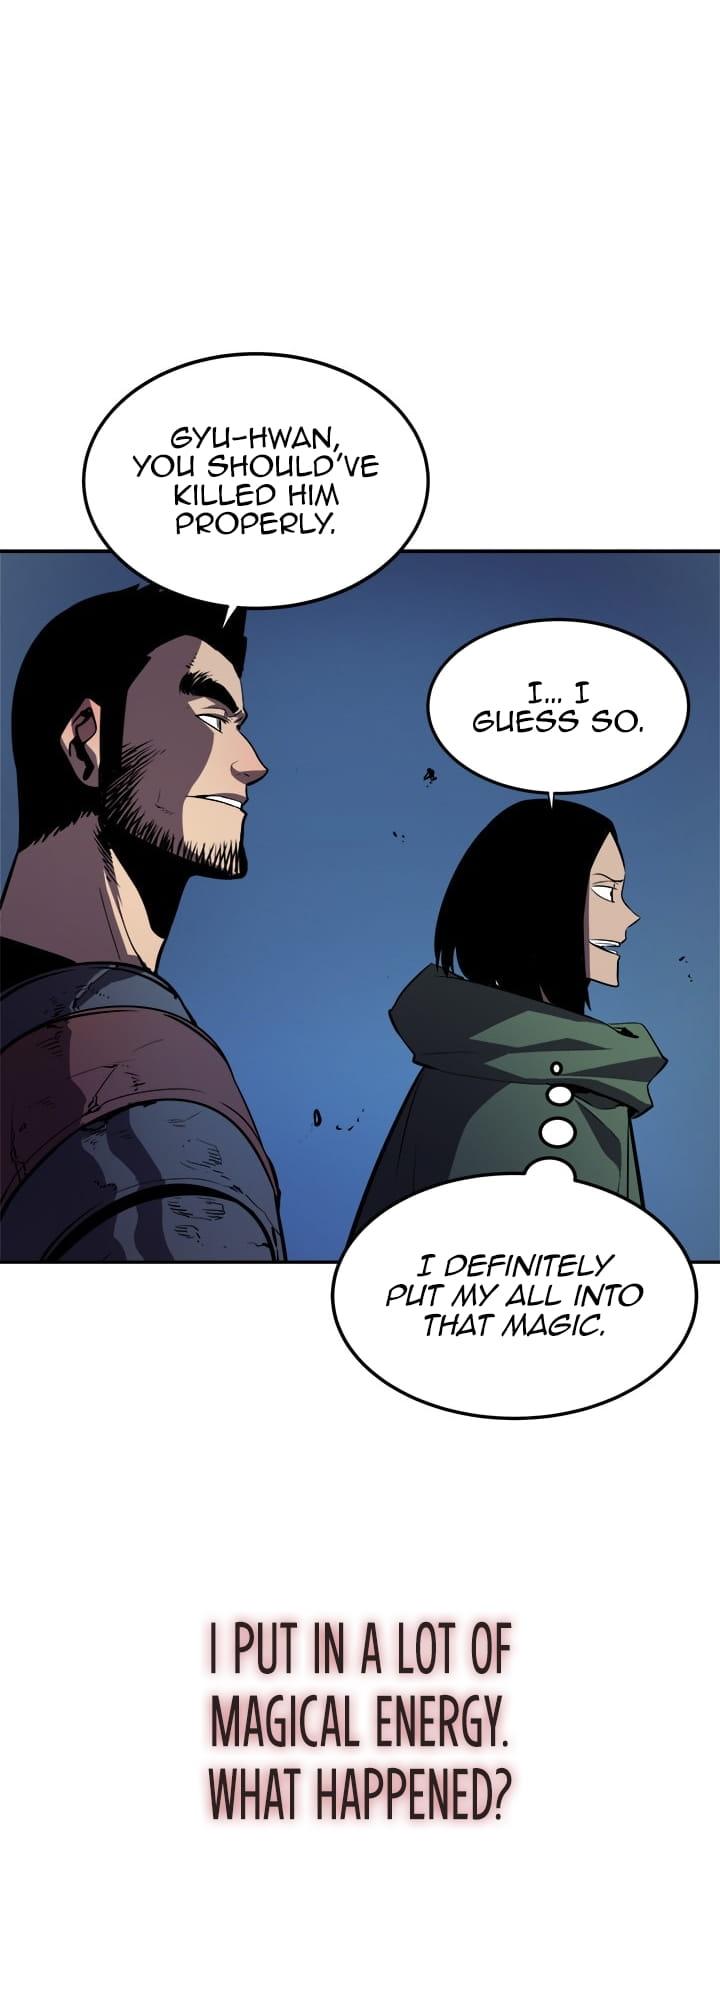 GYU-HWAN,
YOU SHOULD'VE
KILLED HIM
PROPERLY.
I... I
GUESS SO.
I DEFINITELY
PUT MY ALL INTO
THAT MAGIC.
I PUT IN A LOT OF
MAGICAL ENERGY.
WHAT HAPPENED?